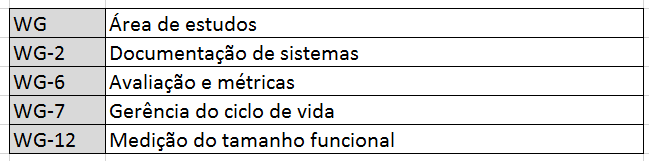 WG Área de estudos
WG-2 Documentação de sistemas
WG-6 Avaliação e métricas
WG-7 Gerência do ciclo de vida
WG-12 Medição do tamanho funcional